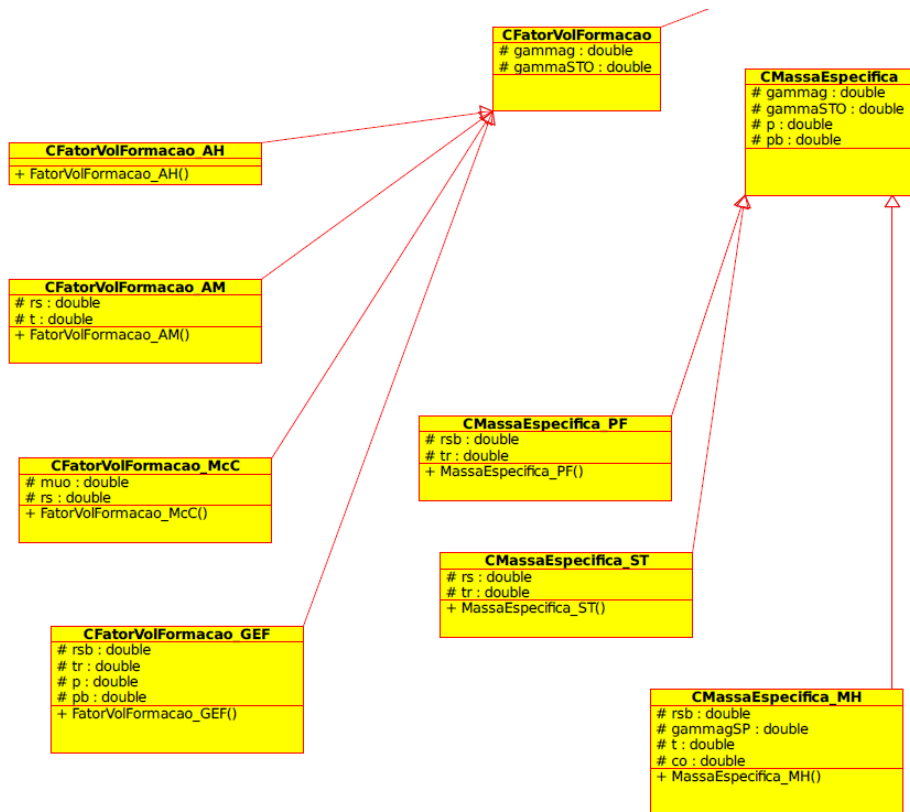 CFatorVolFormacao
# gammag : double
# gammaSTO : double
CMassaEspecifica
# gammag : double
# gammaSTO : double
# p : double
# pb : double
CFatorVolFormacao_AH
+ FatorVolFormacao_AH()
CFatorVolFormacao_AM
# rs : double
# t : double
+ FatorVolFormacao_AM()
CMassaEspecifica_PF
# rsb : double
# tr : double
+ MassaEspecifica_PF()
CFatorVolFormacao_McC
# muo : double
# rs : double
+ FatorVolFormacao_McC()
CMassaEspecifica_ST
# rs : double
# tr : double
+ MassaEspecifica_ST()
CFatorVolFormacao_GEF
# rsb : double
# tr : double
# p : double
# pb : double
+ FatorVolFormacao_GEF()
CMassaEspecifica_MH
# rsb : double
# gammagSP : double
# t : double
# co : double
+ MassaEspecifica_MH()